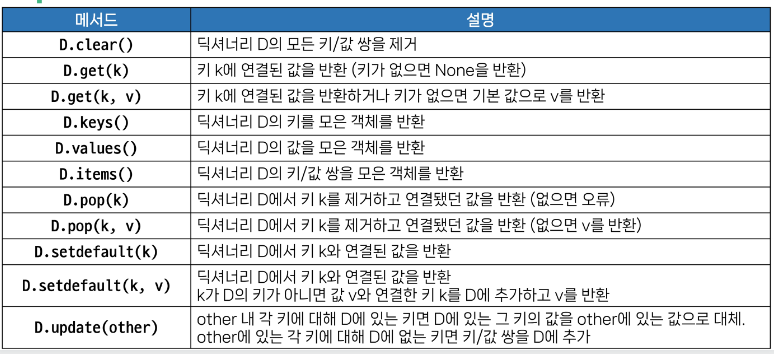 메서드 설명
D.clear() 딕셔너리 D의 모든 키/값 쌍을 제거
D.get(k) 키 k에 연결된 값을 반환 (키가 없으면 None을 반환)
D.get(k, v) 키 k에 연결된 값을 반환하거나 키가 없으면 기본 값으로 v를 반환
D.keys() 딕셔너리 D의 키를 모은 객체를 반환
D.values() 딕셔너리 D의 값을 모은 객체를 반환
D.items() 딕셔너리 D의 키/값 쌍을 모은 객체를 반환
D.pop(k) 딕셔너리 D에서 키 k를 제거하고 연결됐던 값을 반환 (없으면 오류)
D.pop(k, v) 딕셔너리 D에서 키 k를 제거하고 연결됐던 값을 반환 (없으면 v를 반환)
D.setdefault(k) 딕셔너리 D에서 키 k와 연결된 값을 반환
D.setdefault(k, v) 딕셔너리 D에서 키 k와 연결된 값을 반환
k가 D의 키가 아니면 값 v와 연결한 키 k를 D에 추가하고 v를 반환
D.update(other) other 내 각 키에 대해 D에 있는 키면 D에 있는 그 키의 값을 other에 있는 값으로 대체.
other에 있는 각 키에 대해 D에 없는 키면 키/값 쌍을 D에 추가